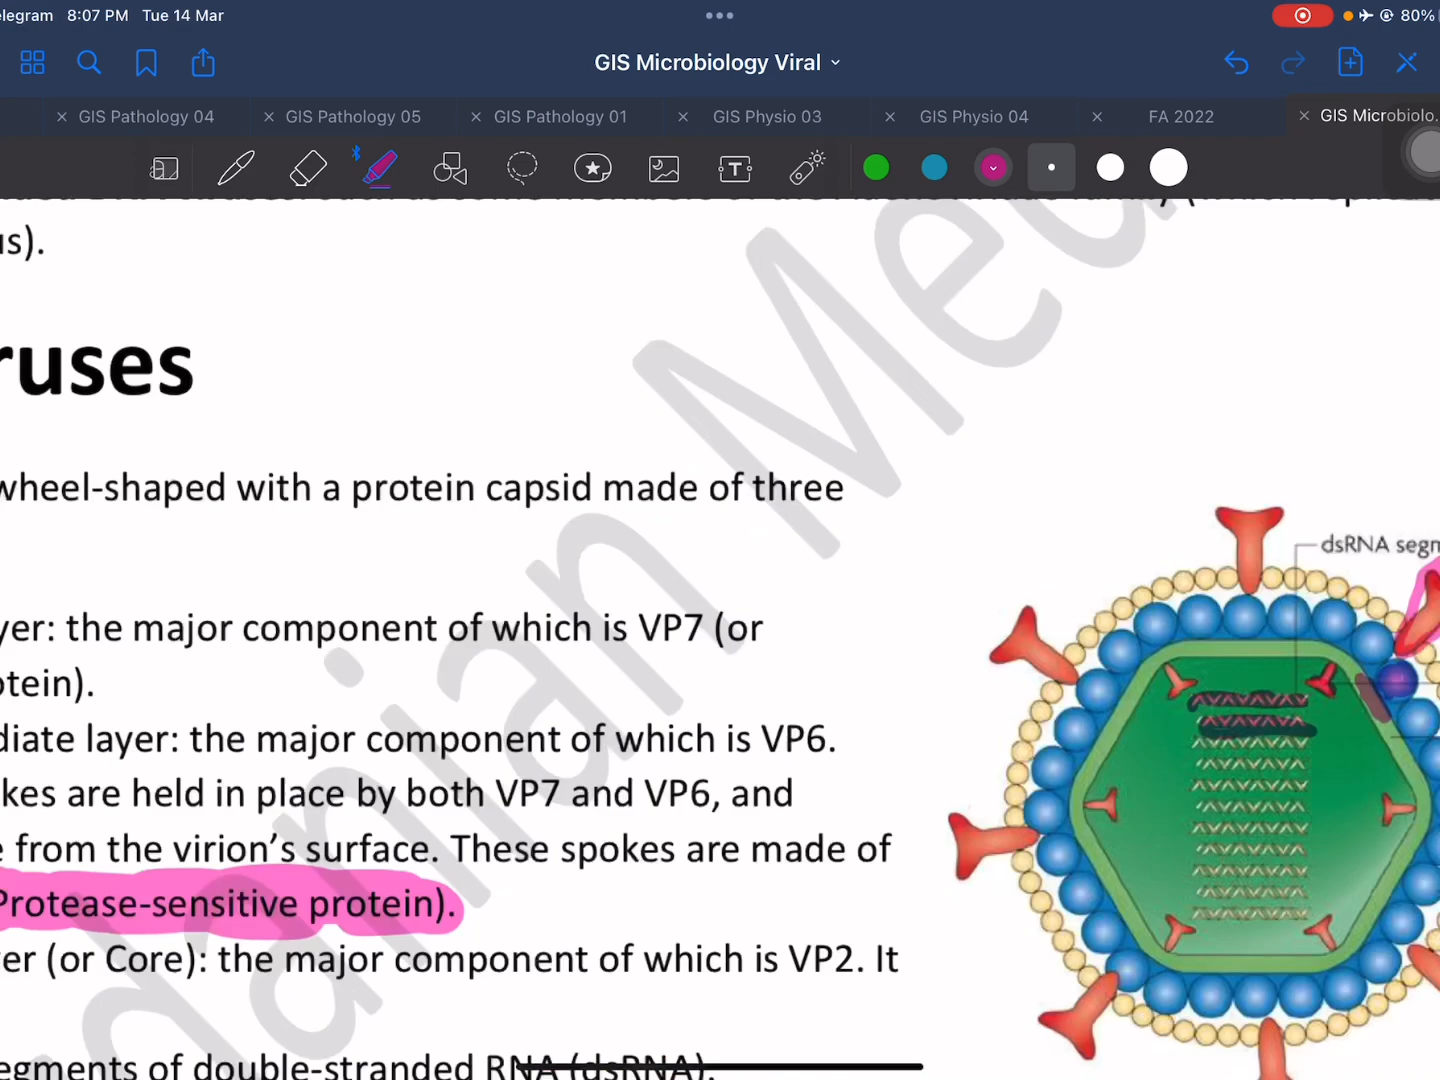 elegram 8:07 PM Tue 14 Mar 80%
GIS Microbiology Viral
GIS Pathology 04 GIS Pathology 05 GIS Pathology 01 GIS Physio 03 GIS Physio 04 FA 2022 GIS Microbiolo...
us).
ruses
wheel-shaped with a protein capsid made of three
dsRNA segm
yer: the major component of which is VP7 (or
otein).
diate layer: the major component of which is VP6.
kes are held in place by both VP7 and VP6, and
e from the virion's surface. These spokes are made of
Protease-sensitive protein).
er (or Core): the major component of which is VP2. It
egments of double-stranded RNA (dsRNA).
danian Med